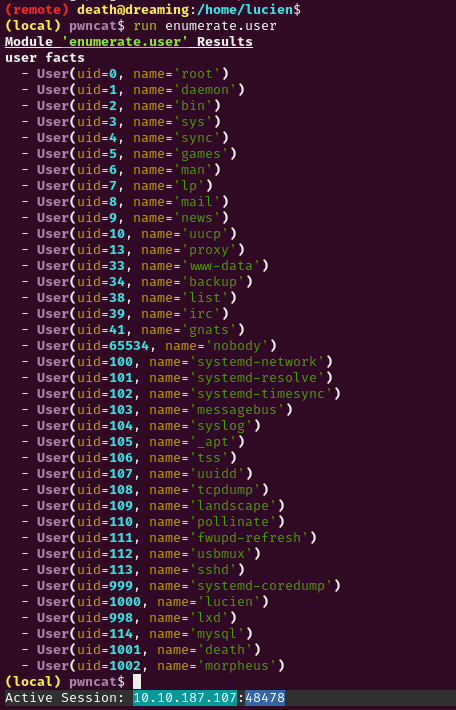 (remote) death@dreaming:/home/lucien$
(local) pwncat$ run enumerate.user
Module 'enumerate.user' Results
user facts
- User(uid=0, name='root')
- User(uid=1, name='daemon')
- User(uid=2, name='bin')
- User(uid=3, name='sys')
- User(uid=4, name='sync')
- User(uid=5, name='games')
- User(uid=6, name='man')
- User(uid=7, name='lp')
- User(uid=8, name='mail')
- User(uid=9, name='news')
- User(uid=10, name='uucp')
- User(uid=13, name='proxy')
- User(uid=33, name='www-data')
- User(uid=34, name='backup')
- User(uid=38, name='list')
- User(uid=39, name='irc')
- User(uid=41, name='gnats')
- User(uid=65534, name='nobody')
- User(uid=100, name='systemd-network')
- User(uid=101, name='systemd-resolve')
- User(uid=102, name='systemd-timesync')
- User(uid=103, name='messagebus')
- User(uid=104, name='syslog')
- User(uid=105, name='_apt')
- User(uid=106, name='tss')
- User(uid=107, name='uuidd')
- User(uid=108, name='tcpdump')
- User(uid=109, name='landscape')
- User(uid=110, name='pollinate')
- User(uid=111, name='fwupd-refresh')
- User(uid=112, name='usbmux')
- User(uid=113, name='sshd')
- User(uid=999, name='systemd-coredump')
- User(uid=1000, name='lucien')
- User(uid=998, name='lxd')
- User(uid=114, name='mysql')
- User(uid=1001, name='death')
- User(uid=1002, name='morpheus')
(local) pwncat$
Active Session: 10.10.187.107:48478